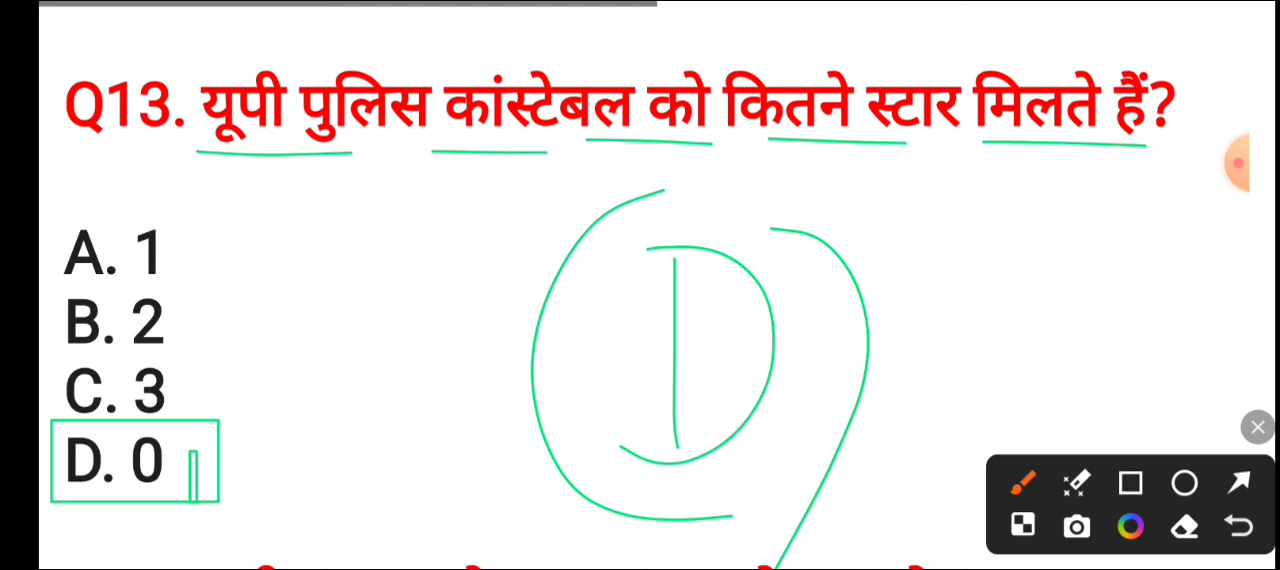 Q13. यूपी पुलिस कांस्टेबल को कितने स्टार मिलते हैं?
A. 1
B. 2
C. 3
D. 0
D